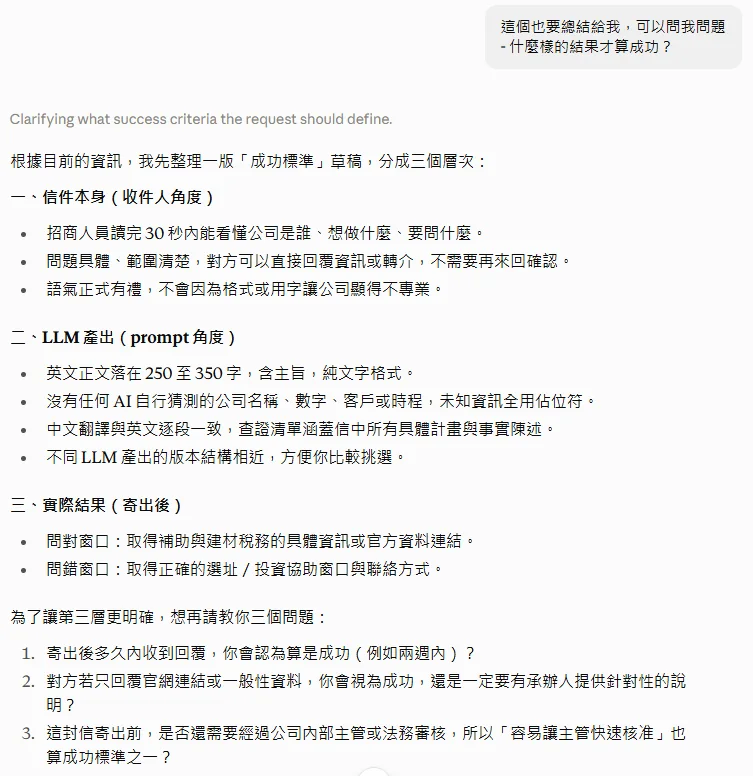 這個也要總結給我，可以問我問題
- 什麼樣的結果才算成功？
Clarifying what success criteria the request should define.
根據目前的資訊，我先整理一版「成功標準」草稿，分成三個層次：
一、信件本身（收件人角度）
• 招商人員讀完 30 秒內能看懂公司是誰、想做什麼、要問什麼。
• 問題具體、範圍清楚，對方可以直接回覆資訊或轉介，不需要再來回確認。
• 語氣正式有禮，不會因為格式或用字讓公司顯得不專業。
二、LLM 產出（prompt 角度）
• 英文正文落在 250 至 350 字，含主旨，純文字格式。
• 沒有任何 AI 自行猜測的公司名稱、數字、客戶或時程，未知資訊全用佔位符。
• 中文翻譯與英文逐段一致，查證清單涵蓋信中所有具體計畫與事實陳述。
• 不同 LLM 產出的版本結構相近，方便你比較挑選。
三、實際結果（寄出後）
• 問對窗口：取得補助與建材稅務的具體資訊或官方資料連結。
• 問錯窗口：取得正確的選址 / 投資協助窗口與聯絡方式。
為了讓第三層更明確，想再請教你三個問題：
1. 寄出後多久內收到回覆，你會認為算是成功（例如兩週內）？
2. 對方若只回覆官網連結或一般性資料，你會視為成功，還是一定要有承辦人提供針對性的說
明？
3. 這封信寄出前，是否還需要經過公司內部主管或法務審核，所以「容易讓主管快速核准」也
算成功標準之一？